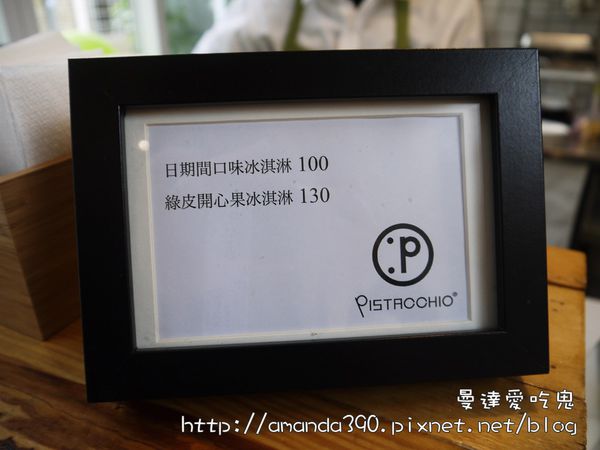 日期間口味冰淇淋 100
綠皮開心果冰淇淋 130
:P
PISTACCHIO®
曼達愛吃鬼
http://amanda390.pixnet.net/blog